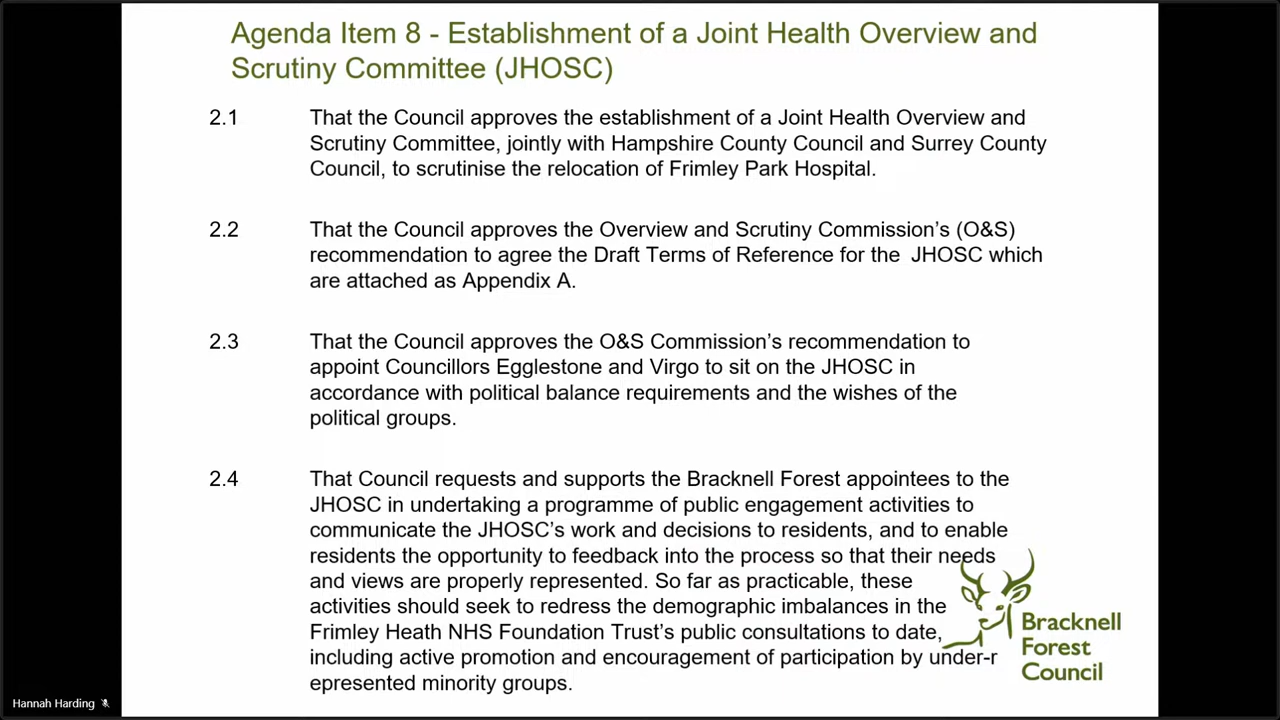 Agenda Item 8 - Establishment of a Joint Health Overview and
Scrutiny Committee (JHOSC)
2.1 That the Council approves the establishment of a Joint Health Overview and
Scrutiny Committee, jointly with Hampshire County Council and Surrey County
Council, to scrutinise the relocation of Frimley Park Hospital.
2.2 That the Council approves the Overview and Scrutiny Commission’s (O&S)
recommendation to agree the Draft Terms of Reference for the JHOSC which
are attached as Appendix A.
2.3 That the Council approves the O&S Commission’s recommendation to
appoint Councillors Egglestone and Virgo to sit on the JHOSC in
accordance with political balance requirements and the wishes of the
political groups.
2.4 That Council requests and supports the Bracknell Forest appointees to the
JHOSC in undertaking a programme of public engagement activities to
communicate the JHOSC’s work and decisions to residents, and to enable
residents the opportunity to feedback into the process so that their needs
and views are properly represented. So far as practicable, these
activities should seek to redress the demographic imbalances in the
Frimley Heath NHS Foundation Trust’s public consultations to date,
including active promotion and encouragement of participation by under-r
epresented minority groups.
Bracknell
Forest
Council
Hannah Harding